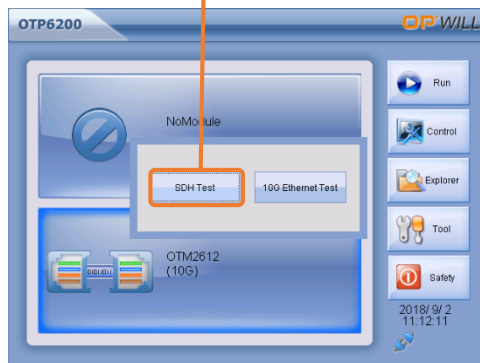 OTP6200
OP WILL
Run
NoModule
Control
SDH Test
10G Ethernet Test
Explorer
Tool
OTM2612
(10G)
Safety
2018/ 9/ 2
11:12:11